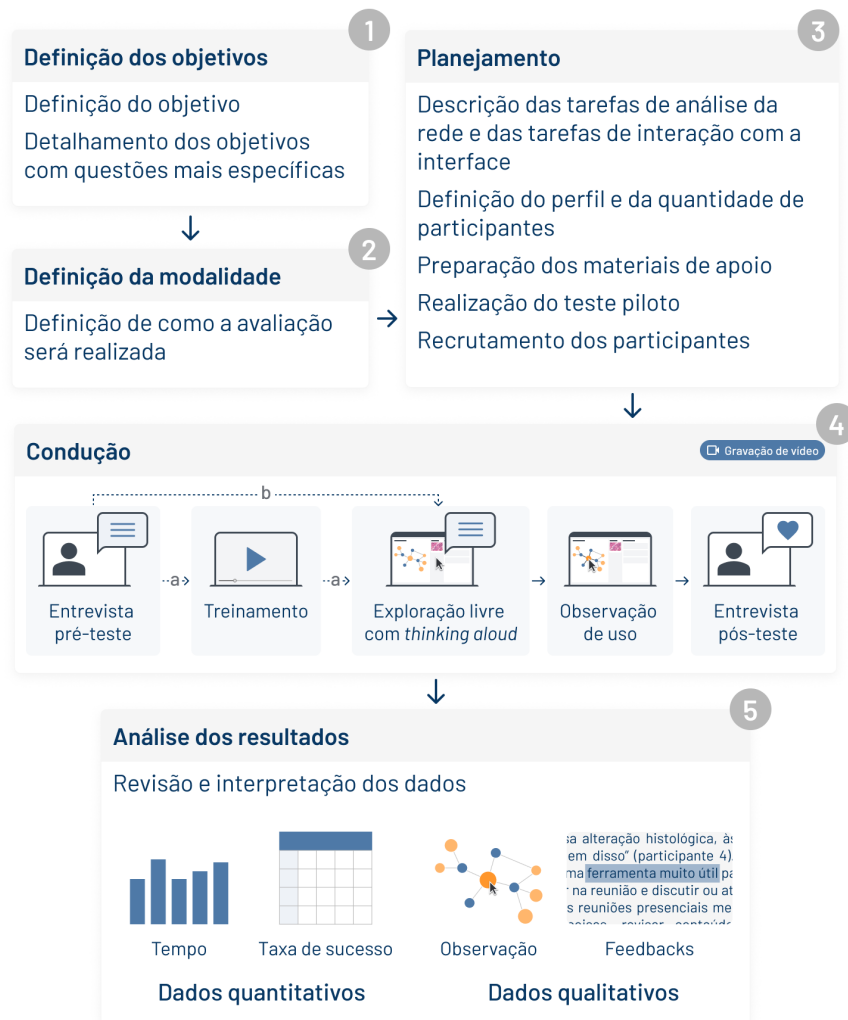 1
Definição dos objetivos
Definição do objetivo
Detalhamento dos objetivos
com questões mais específicas
2
Definição da modalidade
Definição de como a avaliação
será realizada
3
Planejamento
Descrição das tarefas de análise da
rede e das tarefas de interação com a
interface
Definição do perfil e da quantidade de
participantes
Preparação dos materiais de apoio
Realização do teste piloto
Recrutamento dos participantes
4
Condução
Gravação de vídeo
b
a
a
Entrevista
pré-teste
Treinamento
Exploração livre
com thinking aloud
Observação
de uso
Entrevista
pós-teste
5
Análise dos resultados
Revisão e interpretação dos dados
alteração histológica, às
em disso” (participante 4)
ferramenta muito útil
na reunião e discutir ou
reuniões presenciais
revisar
Tempo
Taxa de sucesso
Observação
Feedbacks
Dados quantitativos
Dados qualitativos